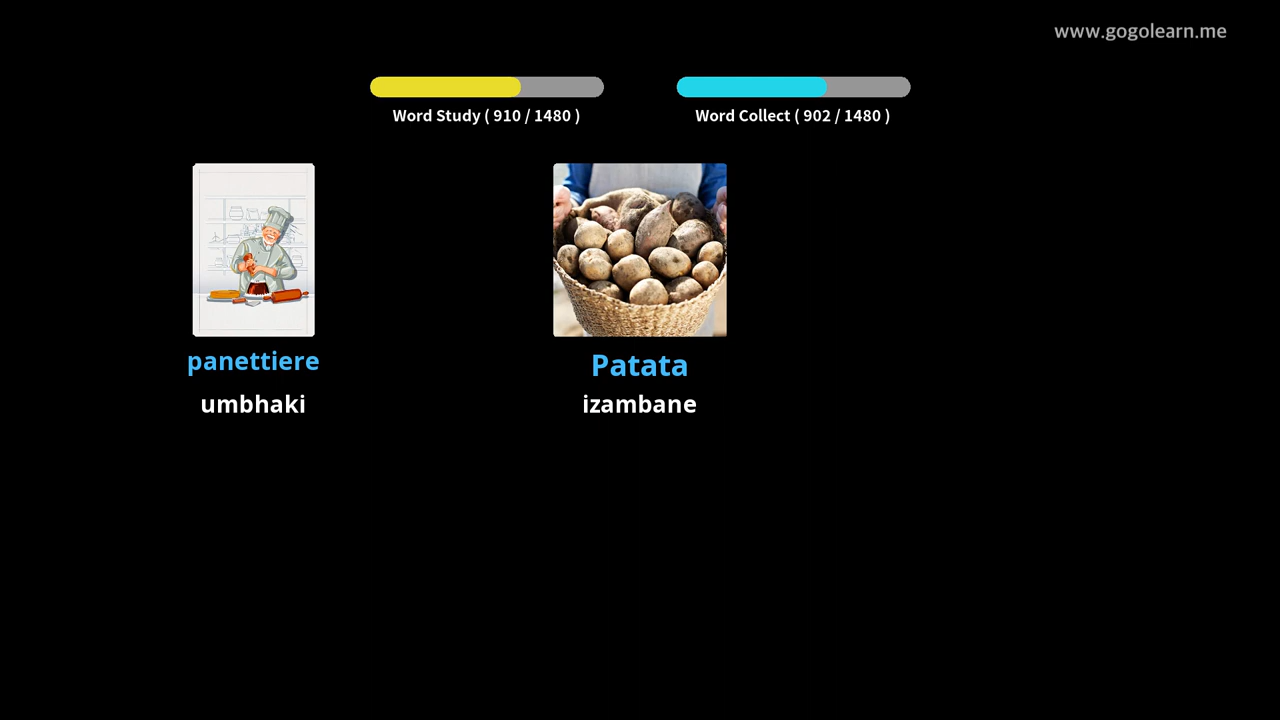 www.gogolearn.me
Word Study ( 910 / 1480 )
Word Collect ( 902 / 1480 )
panettiere
umbhaki
Patata
izambane